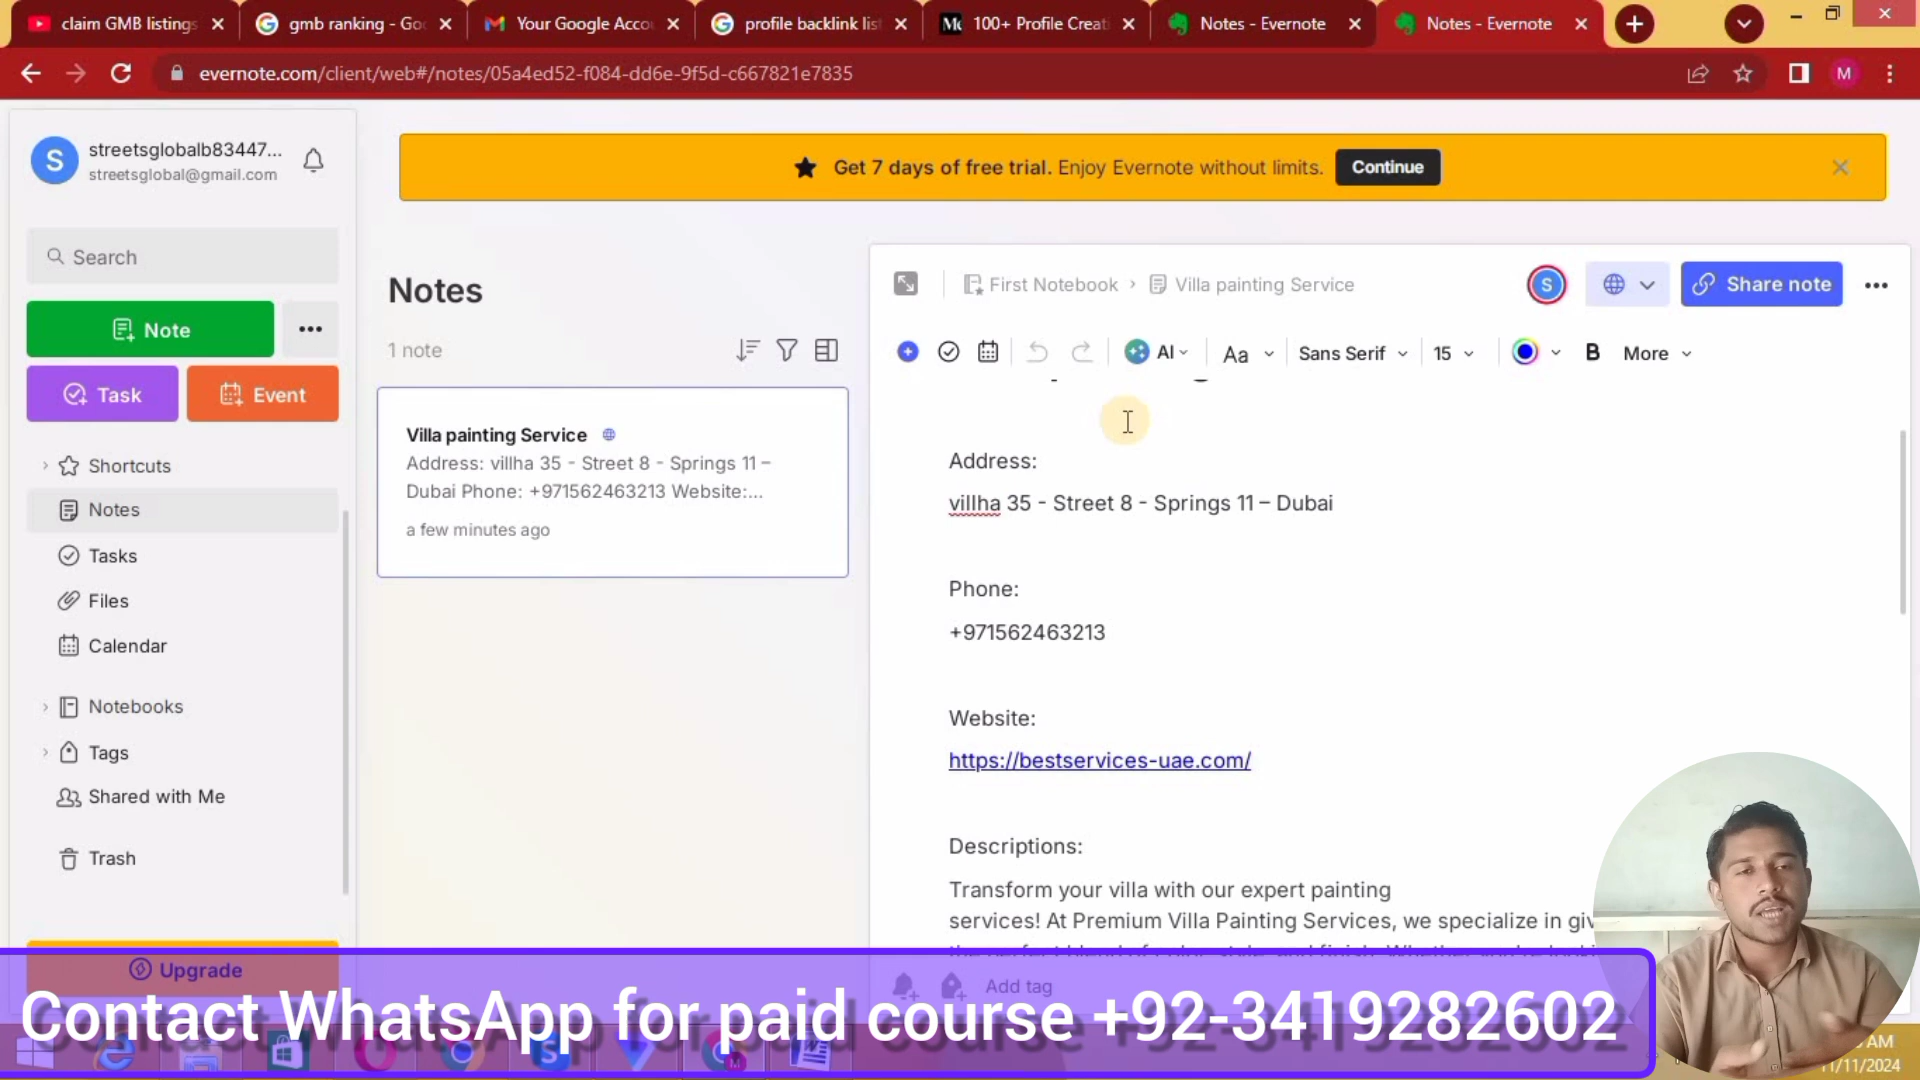 claim GMB listings
gmb ranking - Go
Your Google Acco
profile backlink lis
100+ Profile Creat
Notes - Evernote
Notes - Evernote
evernote.com/client/web#/notes/05a4ed52-f084-dd6e-9f5d-c667821e7835
M
S
streetsglobalb83447...
streetsglobal@gmail.com
Get 7 days of free trial. Enjoy Evernote without limits.
Continue
Search
Note
Task
Event
Shortcuts
Notes
Tasks
Files
Calendar
Notebooks
Tags
Shared with Me
Trash
Upgrade
Notes
1 note
Villa painting Service
Address: villha 35 - Street 8 - Springs 11 –
Dubai Phone: +971562463213 Website:...
a few minutes ago
First Notebook › Villa painting Service
S
Share note
AI
Aa
Sans Serif
15
B
More
Address:
villha 35 - Street 8 - Springs 11 – Dubai
Phone:
+971562463213
Website:
https://bestservices-uae.com/
Descriptions:
Transform your villa with our expert painting
services! At Premium Villa Painting Services, we specialize in giv
Add tag
Contact WhatsApp for paid course +92-3419282602
AM
/11/2024